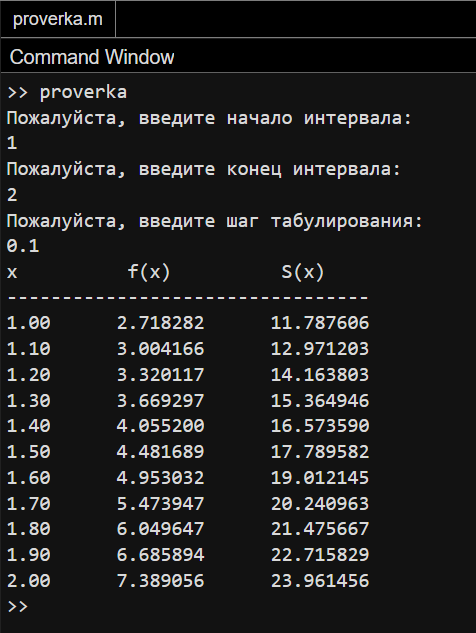 proverka.m
Command Window
>> proverka
Пожалуйста, введите начало интервала:
1
Пожалуйста, введите конец интервала:
2
Пожалуйста, введите шаг табулирования:
0.1
x          f(x)          S(x)
---------------------------------
1.00      2.718282      11.787606
1.10      3.004166      12.971203
1.20      3.320117      14.163803
1.30      3.669297      15.364946
1.40      4.055200      16.573590
1.50      4.481689      17.789582
1.60      4.953032      19.012145
1.70      5.473947      20.240963
1.80      6.049647      21.475667
1.90      6.685894      22.715829
2.00      7.389056      23.961456
>>